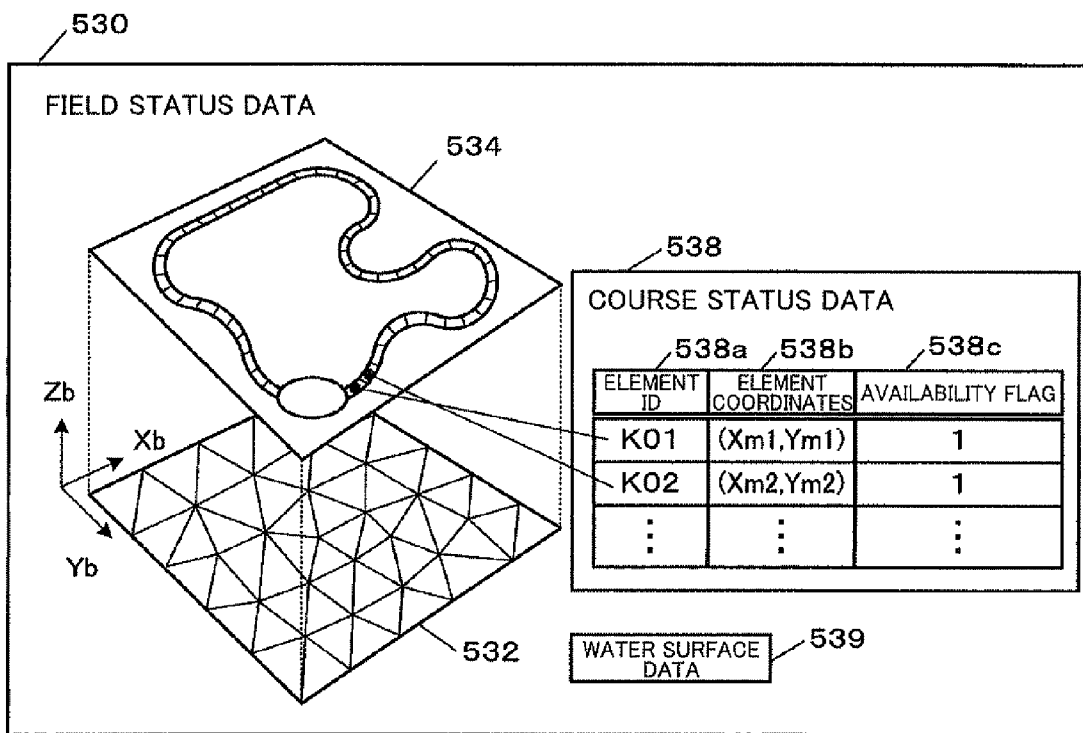 530
FIELD STATUS DATA
534
538
COURSE STATUS DATA
538a 538b 538c
ELEMENT ID ELEMENT COORDINATES AVAILABILITY FLAG
K01 (Xm1,Ym1) 1
K02 (Xm2,Ym2) 1
⋮ ⋮ ⋮
Zb
Xb
Yb
532
WATER SURFACE
DATA
539